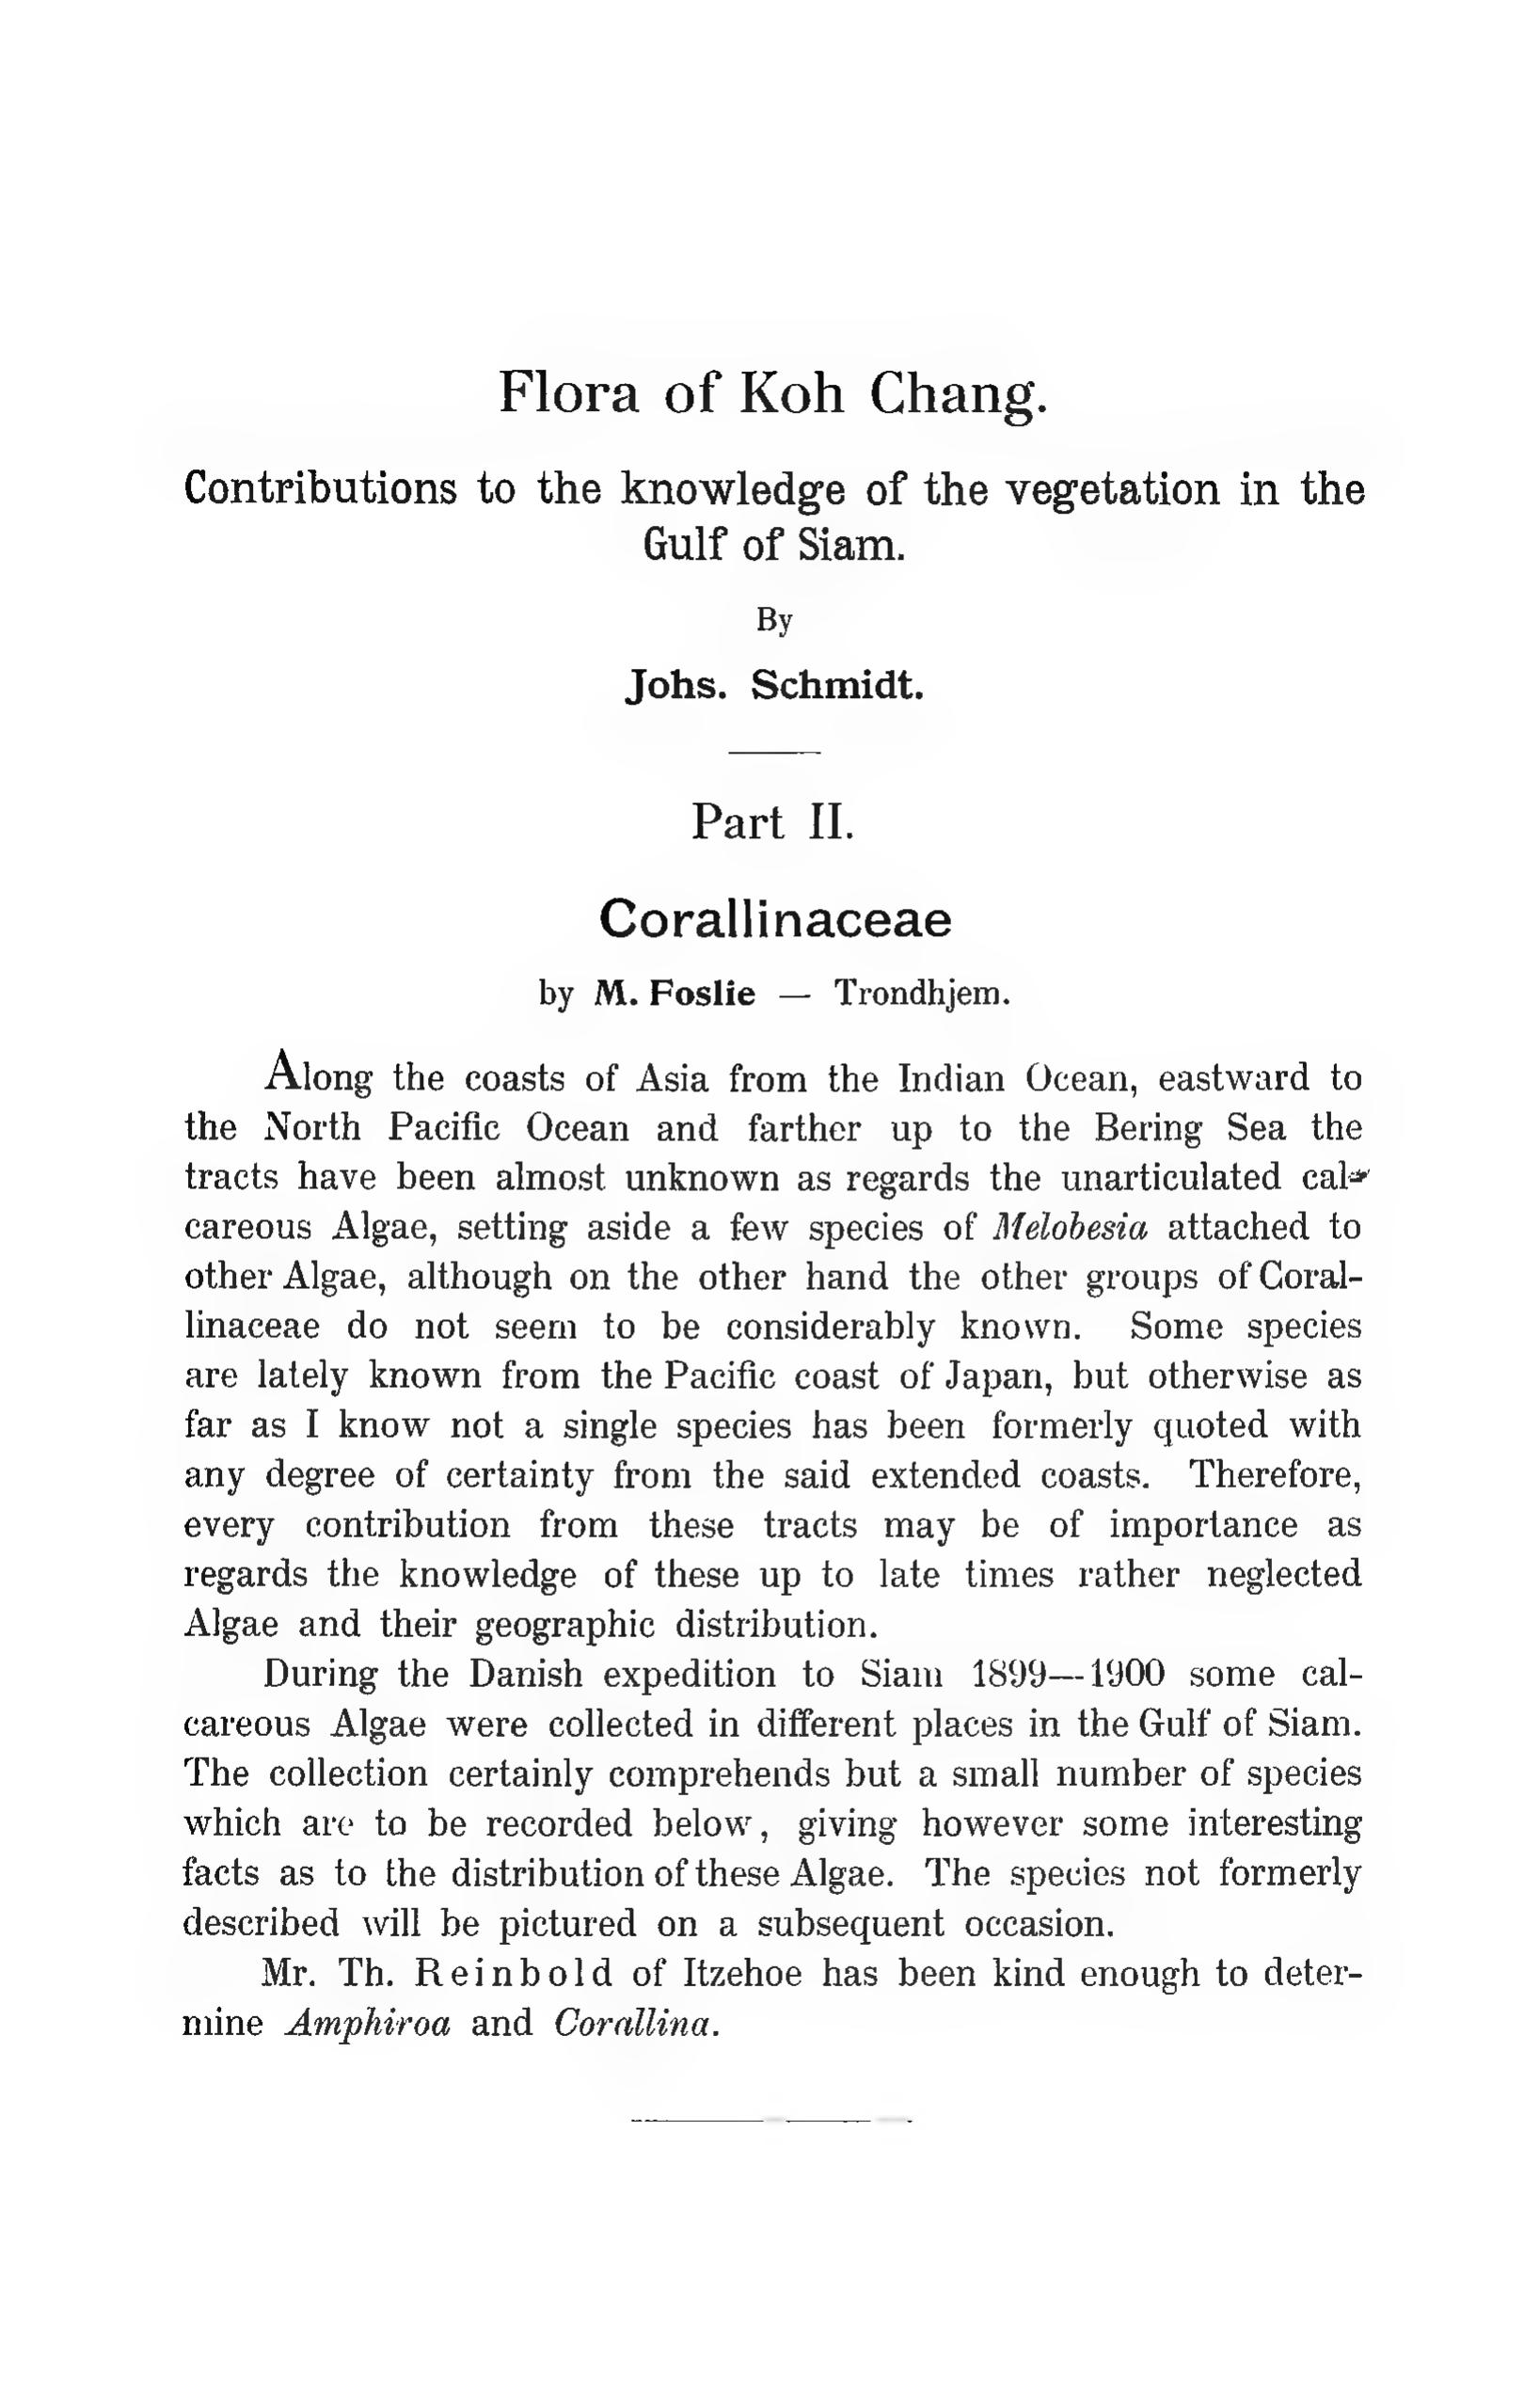 Flora of Koh Chang.
Contributions to the knowledge of the vegetation in the
Gulf of Siam.
By
Johs. Schmidt.
Part II.
Corallinaceae
by M. Foslie — Trondhjem.
Along the coasts of Asia from the Indian Ocean, eastward to
the North Pacific Ocean and farther up to the Bering Sea the
tracts have been almost unknown as regards the unarticulated cal-
careous Algae, setting aside a few species of Melobesia attached to
other Algae, although on the other hand the other groups of Coral-
linaceae do not seem to be considerably known. Some species
are lately known from the Pacific coast of Japan, but otherwise as
far as I know not a single species has been formerly quoted with
any degree of certainty from the said extended coasts. Therefore,
every contribution from these tracts may be of importance as
regards the knowledge of these up to late times rather neglected
Algae and their geographic distribution.
During the Danish expedition to Siam 1899—1900 some cal-
careous Algae were collected in different places in the Gulf of Siam.
The collection certainly comprehends but a small number of species
which are to be recorded below, giving however some interesting
facts as to the distribution of these Algae. The species not formerly
described will be pictured on a subsequent occasion.
Mr. Th. Reinbold of Itzehoe has been kind enough to deter-
mine Amphiroa and Corallina.